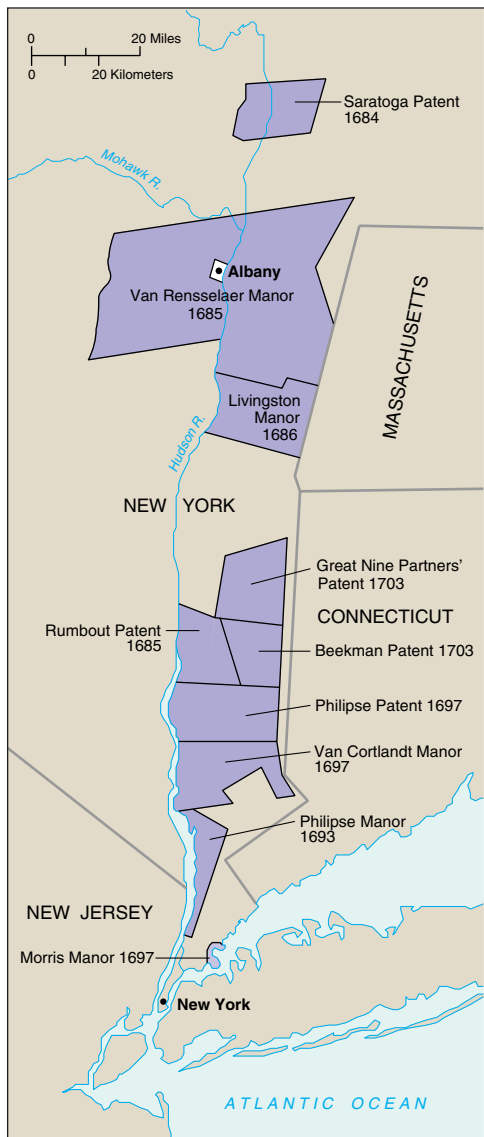 0 20 Miles
0 20 Kilometers
Saratoga Patent
1684
Mohawk R.
Albany
Van Rensselaer Manor
1685
MASSACHUSETTS
Livingston
Manor
1686
Hudson R.
NEW YORK
Great Nine Partners'
Patent 1703
CONNECTICUT
Rumbout Patent
1685
Beekman Patent 1703
Philipse Patent 1697
Van Cortlandt Manor
1697
Philipse Manor
1693
NEW JERSEY
Morris Manor 1697
New York
ATLANTIC OCEAN